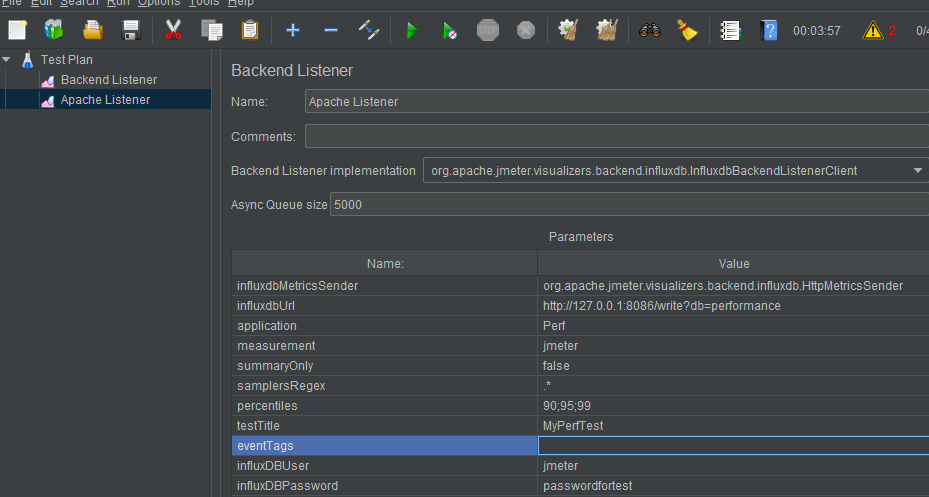 File Edit Search Run Options Tools Help
STOP 00:03:57 2 0/4
Test Plan
Backend Listener
Apache Listener
Backend Listener
Name: Apache Listener
Comments:
Backend Listener implementation org.apache.jmeter.visualizers.backend.influxdb.InfluxdbBackendListenerClient
Async Queue size 5000
Parameters
Name: Value
influxdbMetricsSender org.apache.jmeter.visualizers.backend.influxdb.HttpMetricsSender
influxdbUrl http://127.0.0.1:8086/write?db=performance
application Perf
measurement jmeter
summaryOnly false
samplersRegex .*
percentiles 90;95;99
testTitle MyPerfTest
eventTags
influxDBUser jmeter
influxDBPassword passwordfortest